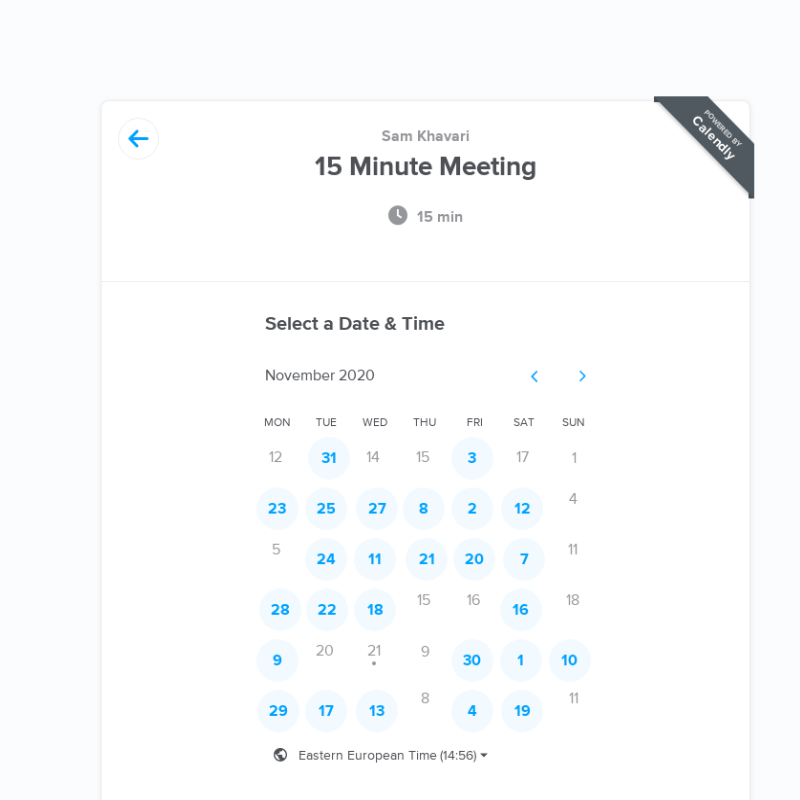 Sam Khavari
POWERED BY
Calendly
15 Minute Meeting
15 min
Select a Date & Time
November 2020
MON TUE WED THU FRI SAT SUN
12 31 14 15 3 17 1
23 25 27 8 2 12 4
5 24 11 21 20 7 11
28 22 18 15 16 16 18
9 20 21 9 30 1 10
29 17 13 8 4 19 11
Eastern European Time (14:56)